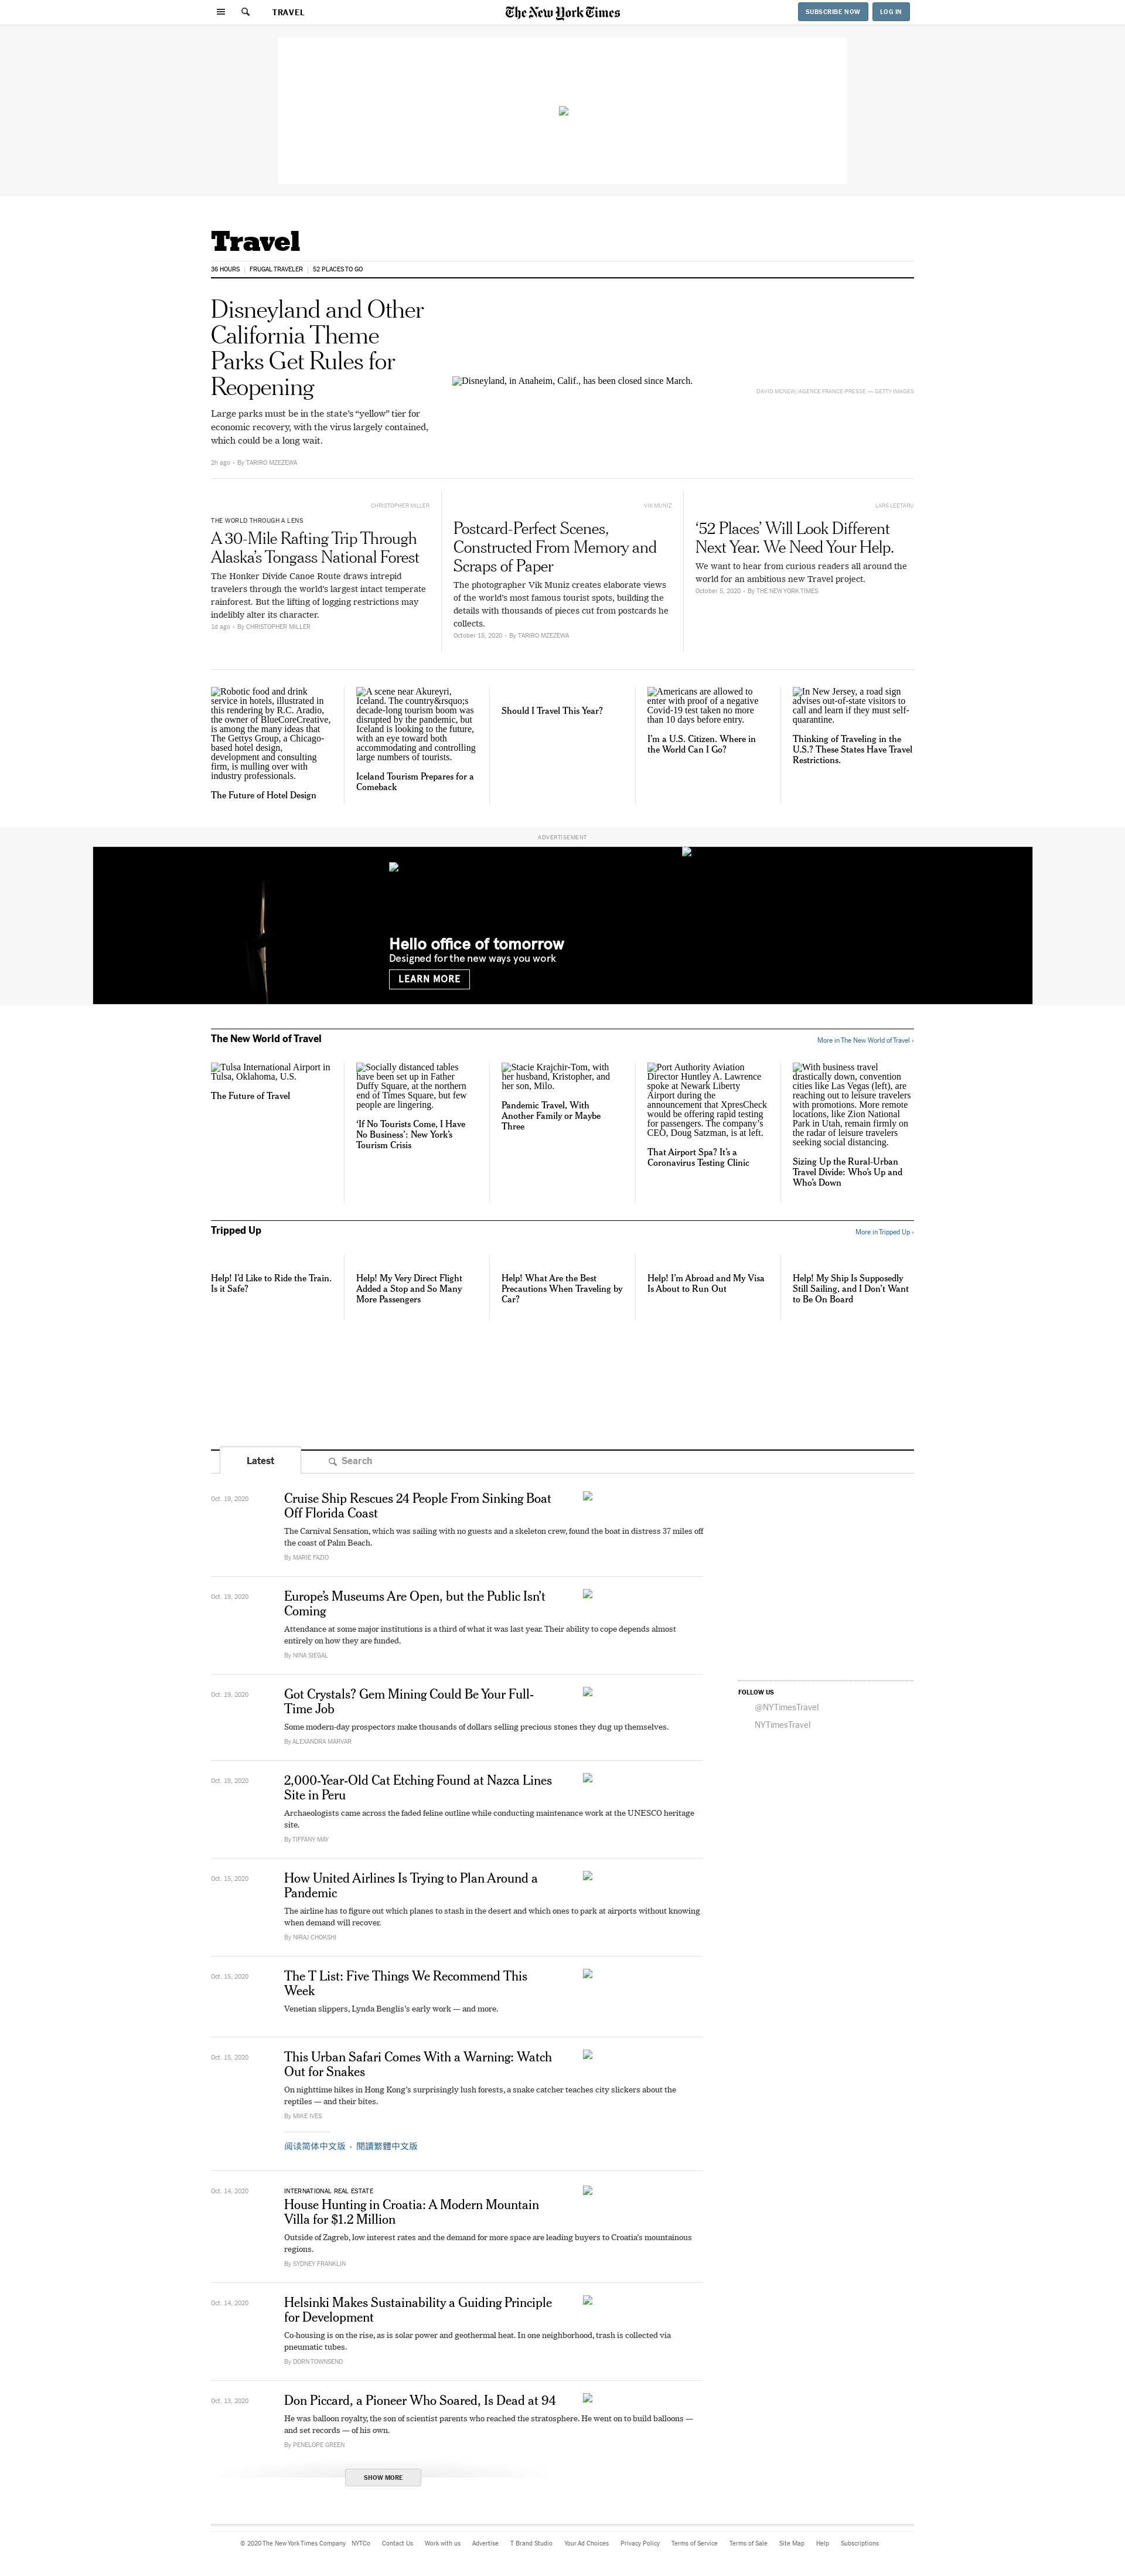 TRAVEL
The New York Times
SUBSCRIBE NOW
LOG IN
Travel
36 HOURS
FRUGAL TRAVELER
52 PLACES TO GO
Disneyland and Other
California Theme
Parks Get Rules for
Reopening
Large parks must be in the state's “yellow” tier for
economic recovery, with the virus largely contained,
which could be a long wait.
2h ago - By TARIRO MZEZEWA
Disneyland, in Anaheim, Calif., has been closed since March.
DAVID MCNEW/AGENCE FRANCE-PRESSE — GETTY IMAGES
CHRISTOPHER MILLER
THE WORLD THROUGH A LENS
A 30-Mile Rafting Trip Through
Alaska's Tongass National Forest
The Honker Divide Canoe Route draws intrepid
travelers through the world's largest intact temperate
rainforest. But the lifting of logging restrictions may
indelibly alter its character.
1d ago - By CHRISTOPHER MILLER
VIK MUNIZ
Postcard-Perfect Scenes,
Constructed From Memory and
Scraps of Paper
The photographer Vik Muniz creates elaborate views
of the world's most famous tourist spots, building the
details with thousands of pieces cut from postcards he
collects.
October 15, 2020 - By TARIRO MZEZEWA
LARS LEETARU
‘52 Places’ Will Look Different
Next Year. We Need Your Help.
We want to hear from curious readers all around the
world for an ambitious new Travel project.
October 5, 2020 - By THE NEW YORK TIMES
Robotic food and drink
service in hotels, illustrated in
this rendering by R.C. Aradio,
the owner of BlueCoreCreative,
is among the many ideas that
The Gettys Group, a Chicago-
based hotel design,
development and consulting
firm, is mulling over with
industry professionals.
The Future of Hotel Design
A scene near Akureyri,
Iceland. The country&rsquo;s
decade-long tourism boom was
disrupted by the pandemic, but
Iceland is looking to the future,
with an eye toward both
accommodating and controlling
large numbers of tourists.
Iceland Tourism Prepares for a
Comeback
Should I Travel This Year?
Americans are allowed to
enter with proof of a negative
Covid-19 test taken no more
than 10 days before entry.
I'm a U.S. Citizen. Where in
the World Can I Go?
In New Jersey, a road sign
advises out-of-state visitors to
call and learn if they must self-
quarantine.
Thinking of Traveling in the
U.S.? These States Have Travel
Restrictions.
ADVERTISEMENT
Hello office of tomorrow
Designed for the new ways you work
LEARN MORE
The New World of Travel
More in The New World of Travel ›
Tulsa International Airport in
Tulsa, Oklahoma, U.S.
The Future of Travel
Socially distanced tables
have been set up in Father
Duffy Square, at the northern
end of Times Square, but few
people are lingering.
‘If No Tourists Come, I Have
No Business’: New York's
Tourism Crisis
Stacie Krajchir-Tom, with
her husband, Kristopher, and
her son, Milo.
Pandemic Travel, With
Another Family or Maybe
Three
Port Authority Aviation
Director Huntley A. Lawrence
spoke at Newark Liberty
Airport during the
announcement that XpresCheck
would be offering rapid testing
for passengers. The company's
CEO, Doug Satzman, is at left.
That Airport Spa? It's a
Coronavirus Testing Clinic
With business travel
drastically down, convention
cities like Las Vegas (left), are
reaching out to leisure travelers
with promotions. More remote
locations, like Zion National
Park in Utah, remain firmly on
the radar of leisure travelers
seeking social distancing.
Sizing Up the Rural-Urban
Travel Divide: Who's Up and
Who's Down
Tripped Up
More in Tripped Up ›
Help! I'd Like to Ride the Train.
Is it Safe?
Help! My Very Direct Flight
Added a Stop and So Many
More Passengers
Help! What Are the Best
Precautions When Traveling by
Car?
Help! I'm Abroad and My Visa
Is About to Run Out
Help! My Ship Is Supposedly
Still Sailing, and I Don't Want
to Be On Board
Latest
Search
Oct. 19, 2020
Cruise Ship Rescues 24 People From Sinking Boat
Off Florida Coast
The Carnival Sensation, which was sailing with no guests and a skeleton crew, found the boat in distress 37 miles off
the coast of Palm Beach.
By MARIE FAZIO
Oct. 19, 2020
Europe's Museums Are Open, but the Public Isn't
Coming
Attendance at some major institutions is a third of what it was last year. Their ability to cope depends almost
entirely on how they are funded.
By NINA SIEGAL
Oct. 19, 2020
Got Crystals? Gem Mining Could Be Your Full-
Time Job
Some modern-day prospectors make thousands of dollars selling precious stones they dug up themselves.
By ALEXANDRA MARVAR
FOLLOW US
@NYTimesTravel
NYTimesTravel
Oct. 19, 2020
2,000-Year-Old Cat Etching Found at Nazca Lines
Site in Peru
Archaeologists came across the faded feline outline while conducting maintenance work at the UNESCO heritage
site.
By TIFFANY MAY
Oct. 15, 2020
How United Airlines Is Trying to Plan Around a
Pandemic
The airline has to figure out which planes to stash in the desert and which ones to park at airports without knowing
when demand will recover.
By NIRAJ CHOKSHI
Oct. 15, 2020
The T List: Five Things We Recommend This
Week
Venetian slippers, Lynda Benglis's early work — and more.
Oct. 15, 2020
This Urban Safari Comes With a Warning: Watch
Out for Snakes
On nighttime hikes in Hong Kong's surprisingly lush forests, a snake catcher teaches city slickers about the
reptiles — and their bites.
By MIKE IVES
阅读简体中文版 • 閱讀繁體中文版
Oct. 14, 2020
INTERNATIONAL REAL ESTATE
House Hunting in Croatia: A Modern Mountain
Villa for $1.2 Million
Outside of Zagreb, low interest rates and the demand for more space are leading buyers to Croatia's mountainous
regions.
By SYDNEY FRANKLIN
Oct. 14, 2020
Helsinki Makes Sustainability a Guiding Principle
for Development
Co-housing is on the rise, as is solar power and geothermal heat. In one neighborhood, trash is collected via
pneumatic tubes.
By DORN TOWNSEND
Oct. 13, 2020
Don Piccard, a Pioneer Who Soared, Is Dead at 94
He was balloon royalty, the son of scientist parents who reached the stratosphere. He went on to build balloons —
and set records — of his own.
By PENELOPE GREEN
SHOW MORE
© 2020 The New York Times Company NYTCo Contact Us Work with us Advertise T Brand Studio Your Ad Choices Privacy Policy Terms of Service Terms of Sale Site Map Help Subscriptions